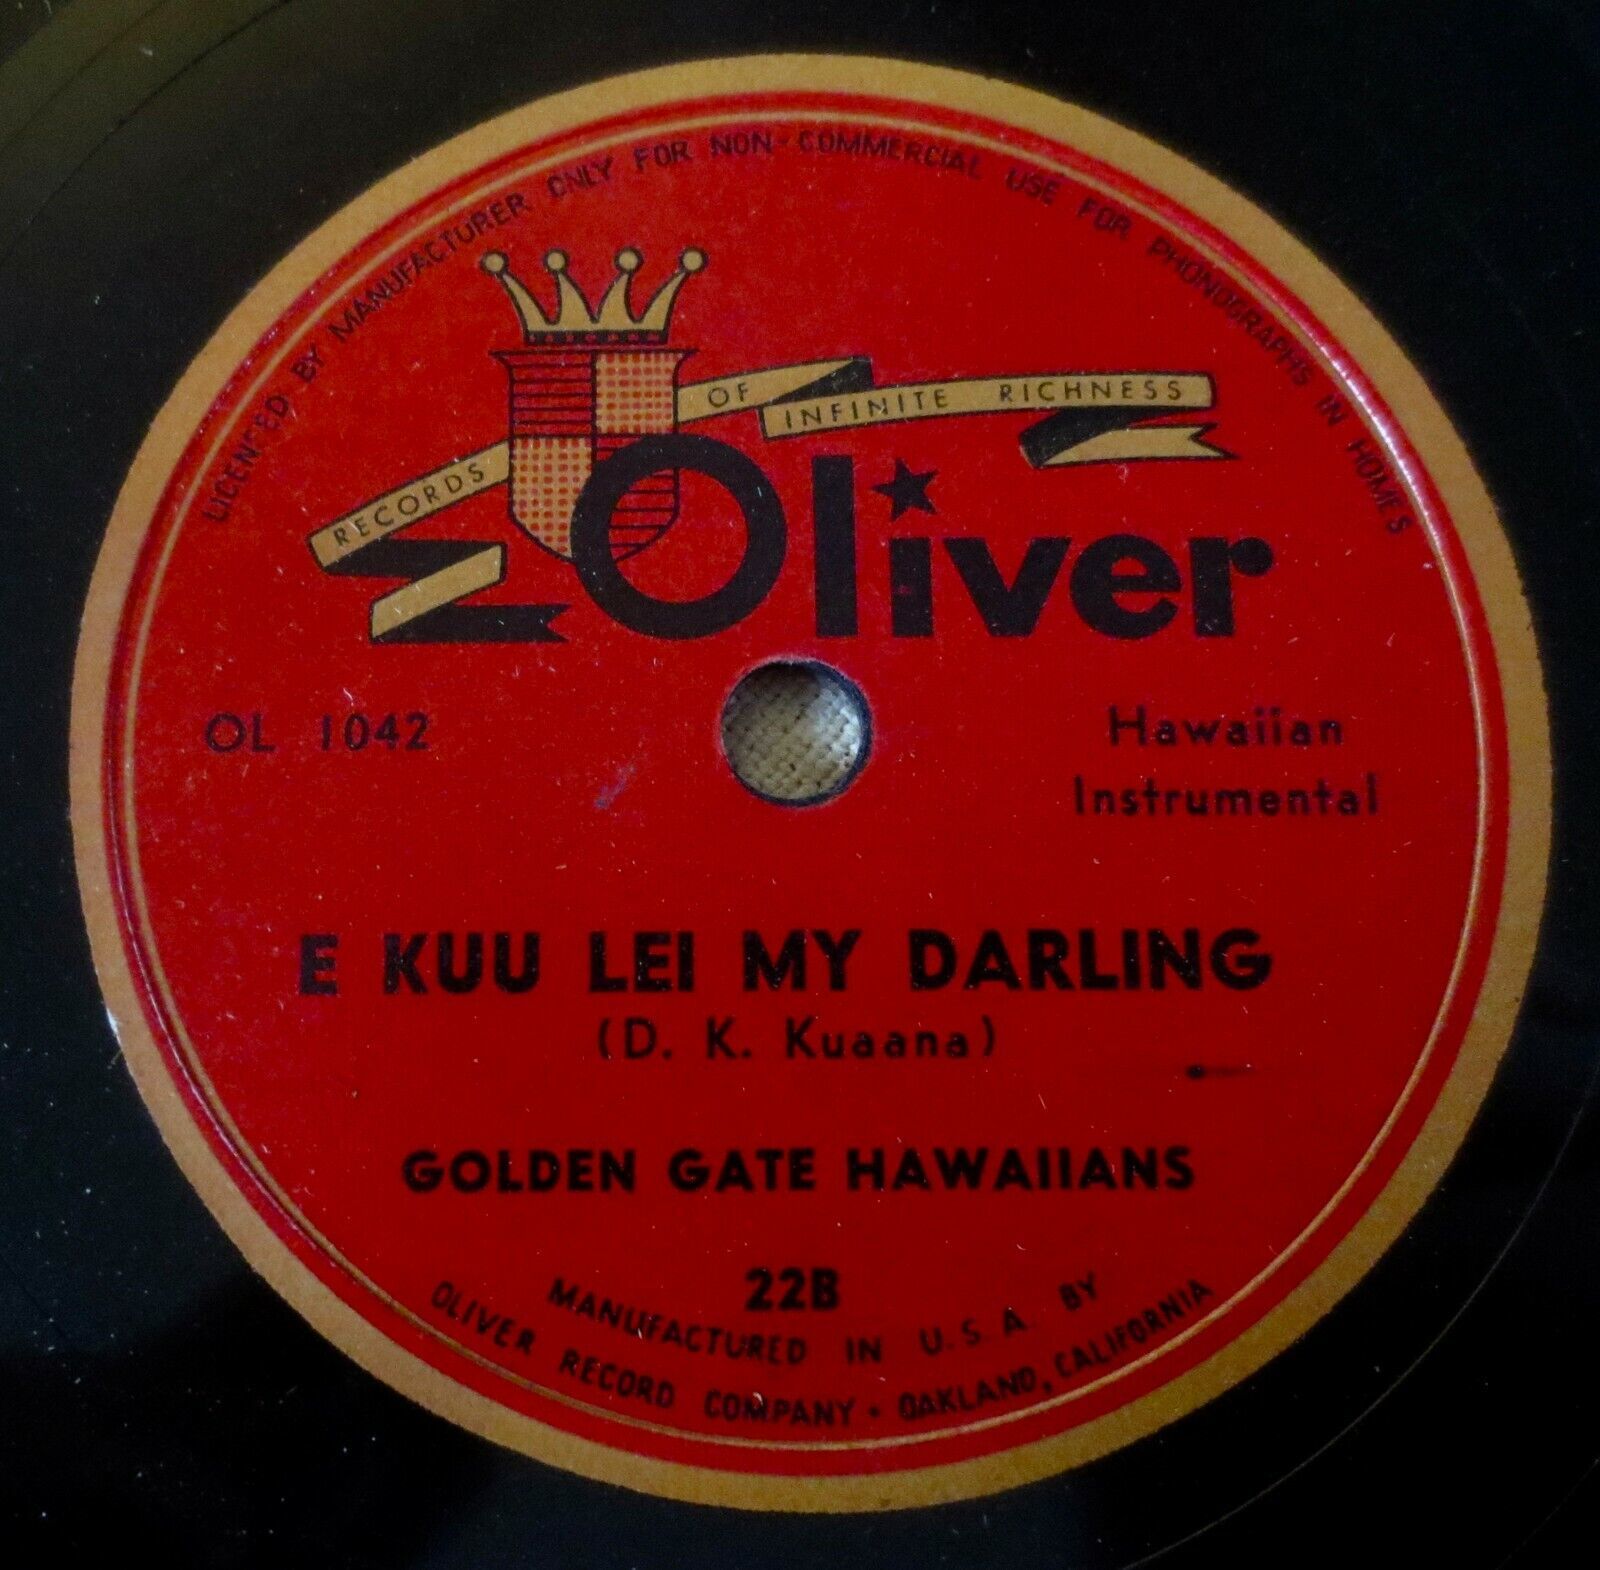 LICENSED BY MANUFACTURER ONLY FOR NON-COMMERCIAL USE FOR PHONOGRAPHS IN HOMES
RECORDS OF INFINITE RICHNESS
Oliver
OL 1042
Hawaiian
Instrumental
E KUU LEI MY DARLING
(D. K. Kuaana)
GOLDEN GATE HAWAIIANS
22B
MANUFACTURED IN U.S.A. BY
OLIVER RECORD COMPANY • OAKLAND, CALIFORNIA